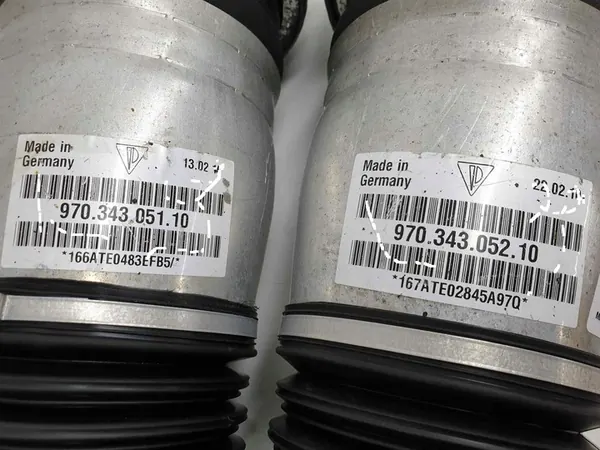 Made in
Germany
13.02
970.343.051.10
*166ATE0483EFB5/*
Made in
Germany
22.02.1
970.343.052.10
*167ATE02845A97Q*